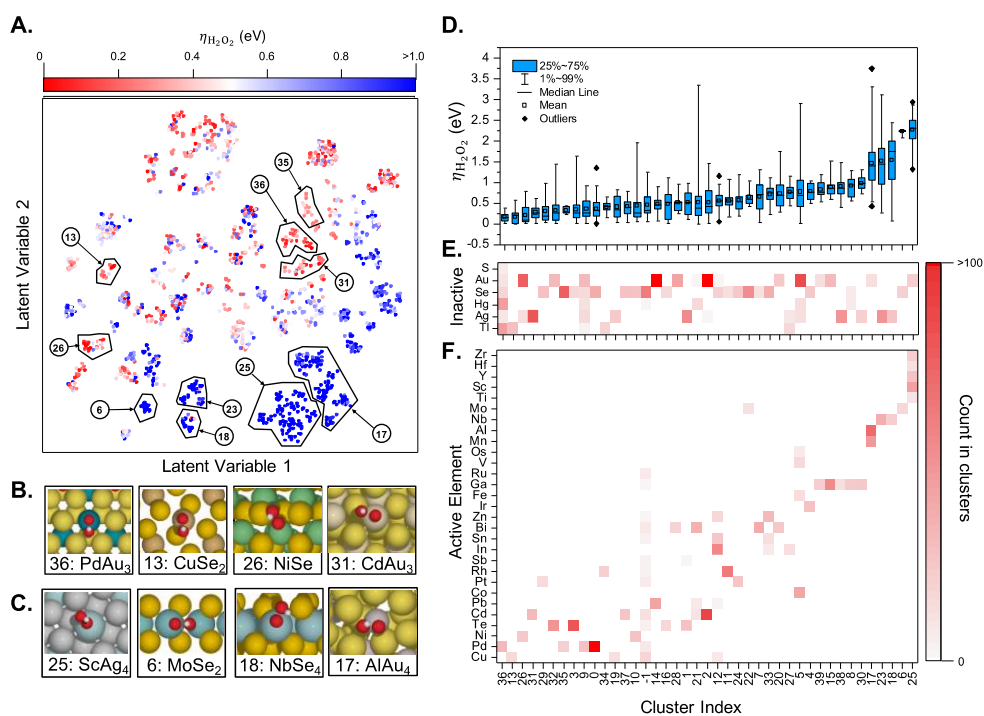 A.
η H₂O₂ (eV)
0 0.2 0.4 0.6 0.8 >1.0
35
36
13
31
26
25
6
23
18
17
Latent Variable 2
Latent Variable 1
B.
36: PdAu₃
13: CuSe₂
26: NiSe
31: CdAu₃
C.
25: ScAg₄
6: MoSe₂
18: NbSe₄
17: AlAu₄
D.
η H₂O₂ (eV)
4
3.5
3
2.5
2
1.5
1
0.5
0
-0.5
25%~75%
1%~99%
Median Line
Mean
Outliers
E.
Inactive
S
Au
Se
Hg
Ag
Tl
F.
Active Element
Zr
Hf
Y
Sc
Ti
Mo
Nb
Al
Mn
Os
V
Ru
Ga
Fe
Ir
Zn
Bi
Sn
In
Sb
Rh
Pt
Co
Pb
Cd
Te
Ni
Pd
Cu
36 13 26 31 29 32 35 3 9 0 34 19 37 10 -1 14 16 28 1 21 2 12 11 24 22 7 33 20 27 5 4 39 15 38 8 30 17 23 18 6 25
Cluster Index
>100
Count in clusters
0